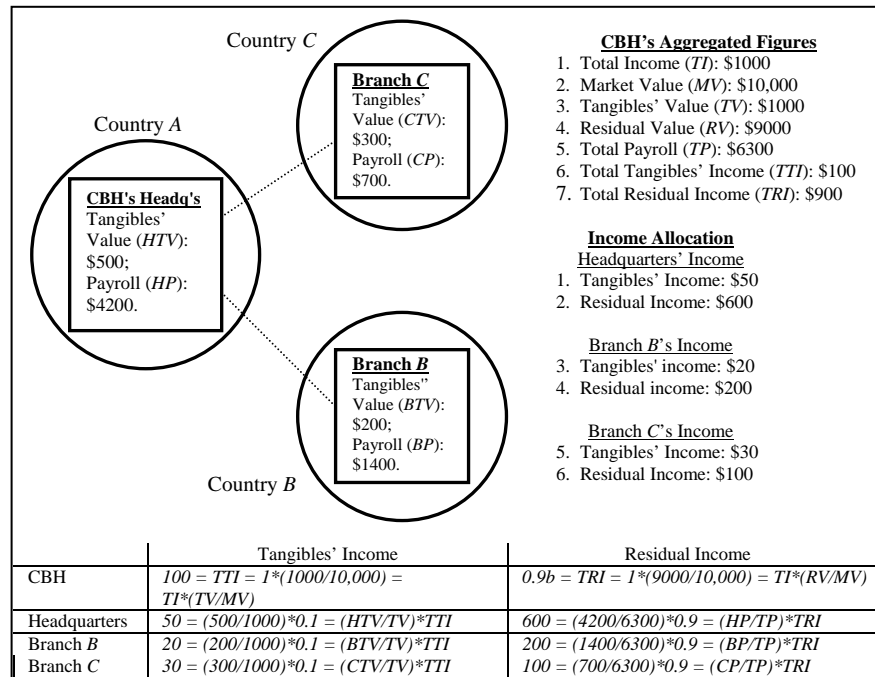 Country C
Branch C
Tangibles’
Value (CTV):
$300;
Payroll (CP):
$700.
Country A
CBH's Headq's
Tangibles’
Value (HTV):
$500;
Payroll (HP):
$4200.
Branch B
Tangibles”
Value (BTV):
$200;
Payroll (BP):
$1400.
Country B
CBH’s Aggregated Figures
1. Total Income (TI): $1000
2. Market Value (MV): $10,000
3. Tangibles’ Value (TV): $1000
4. Residual Value (RV): $9000
5. Total Payroll (TP): $6300
6. Total Tangibles’ Income (TTI): $100
7. Total Residual Income (TRI): $900
Income Allocation
Headquarters’ Income
1. Tangibles’ Income: $50
2. Residual Income: $600
Branch B’s Income
3. Tangibles' income: $20
4. Residual income: $200
Branch C’s Income
5. Tangibles’ Income: $30
6. Residual Income: $100
Tangibles’ Income Residual Income
CBH 100 = TTI = 1*(1000/10,000) = 0.9b = TRI = 1*(9000/10,000) = TI*(RV/MV)
TI*(TV/MV)
Headquarters 50 = (500/1000)*0.1 = (HTV/TV)*TTI 600 = (4200/6300)*0.9 = (HP/TP)*TRI
Branch B 20 = (200/1000)*0.1 = (BTV/TV)*TTI 200 = (1400/6300)*0.9 = (BP/TP)*TRI
Branch C 30 = (300/1000)*0.1 = (CTV/TV)*TTI 100 = (700/6300)*0.9 = (CP/TP)*TRI